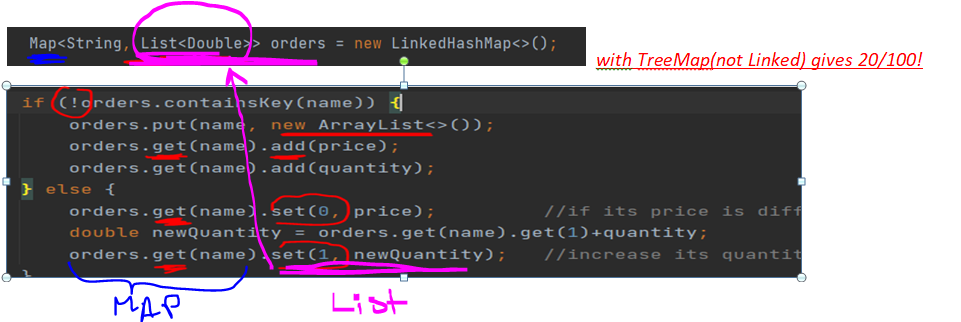 Map<String, List<Double>> orders = new LinkedHashMap<>();
with TreeMap(not Linked) gives 20/100!
if (!orders.containsKey(name)) {
orders.put(name, new ArrayList<>());
orders.get(name).add(price);
orders.get(name).add(quantity);
} else {
orders.get(name).set(0, price); //if its price is diff
double newQuantity = orders.get(name).get(1)+quantity;
orders.get(name).set(1, newQuantity); //increase its quantit
}
MAP List